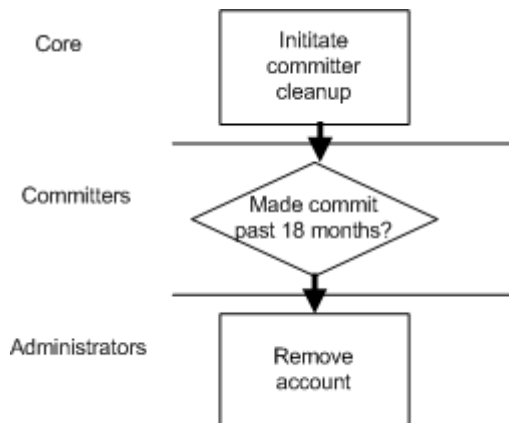 Core
Inititate
committer
cleanup
Committers
Made commit
past 18 months?
Administrators
Remove
account